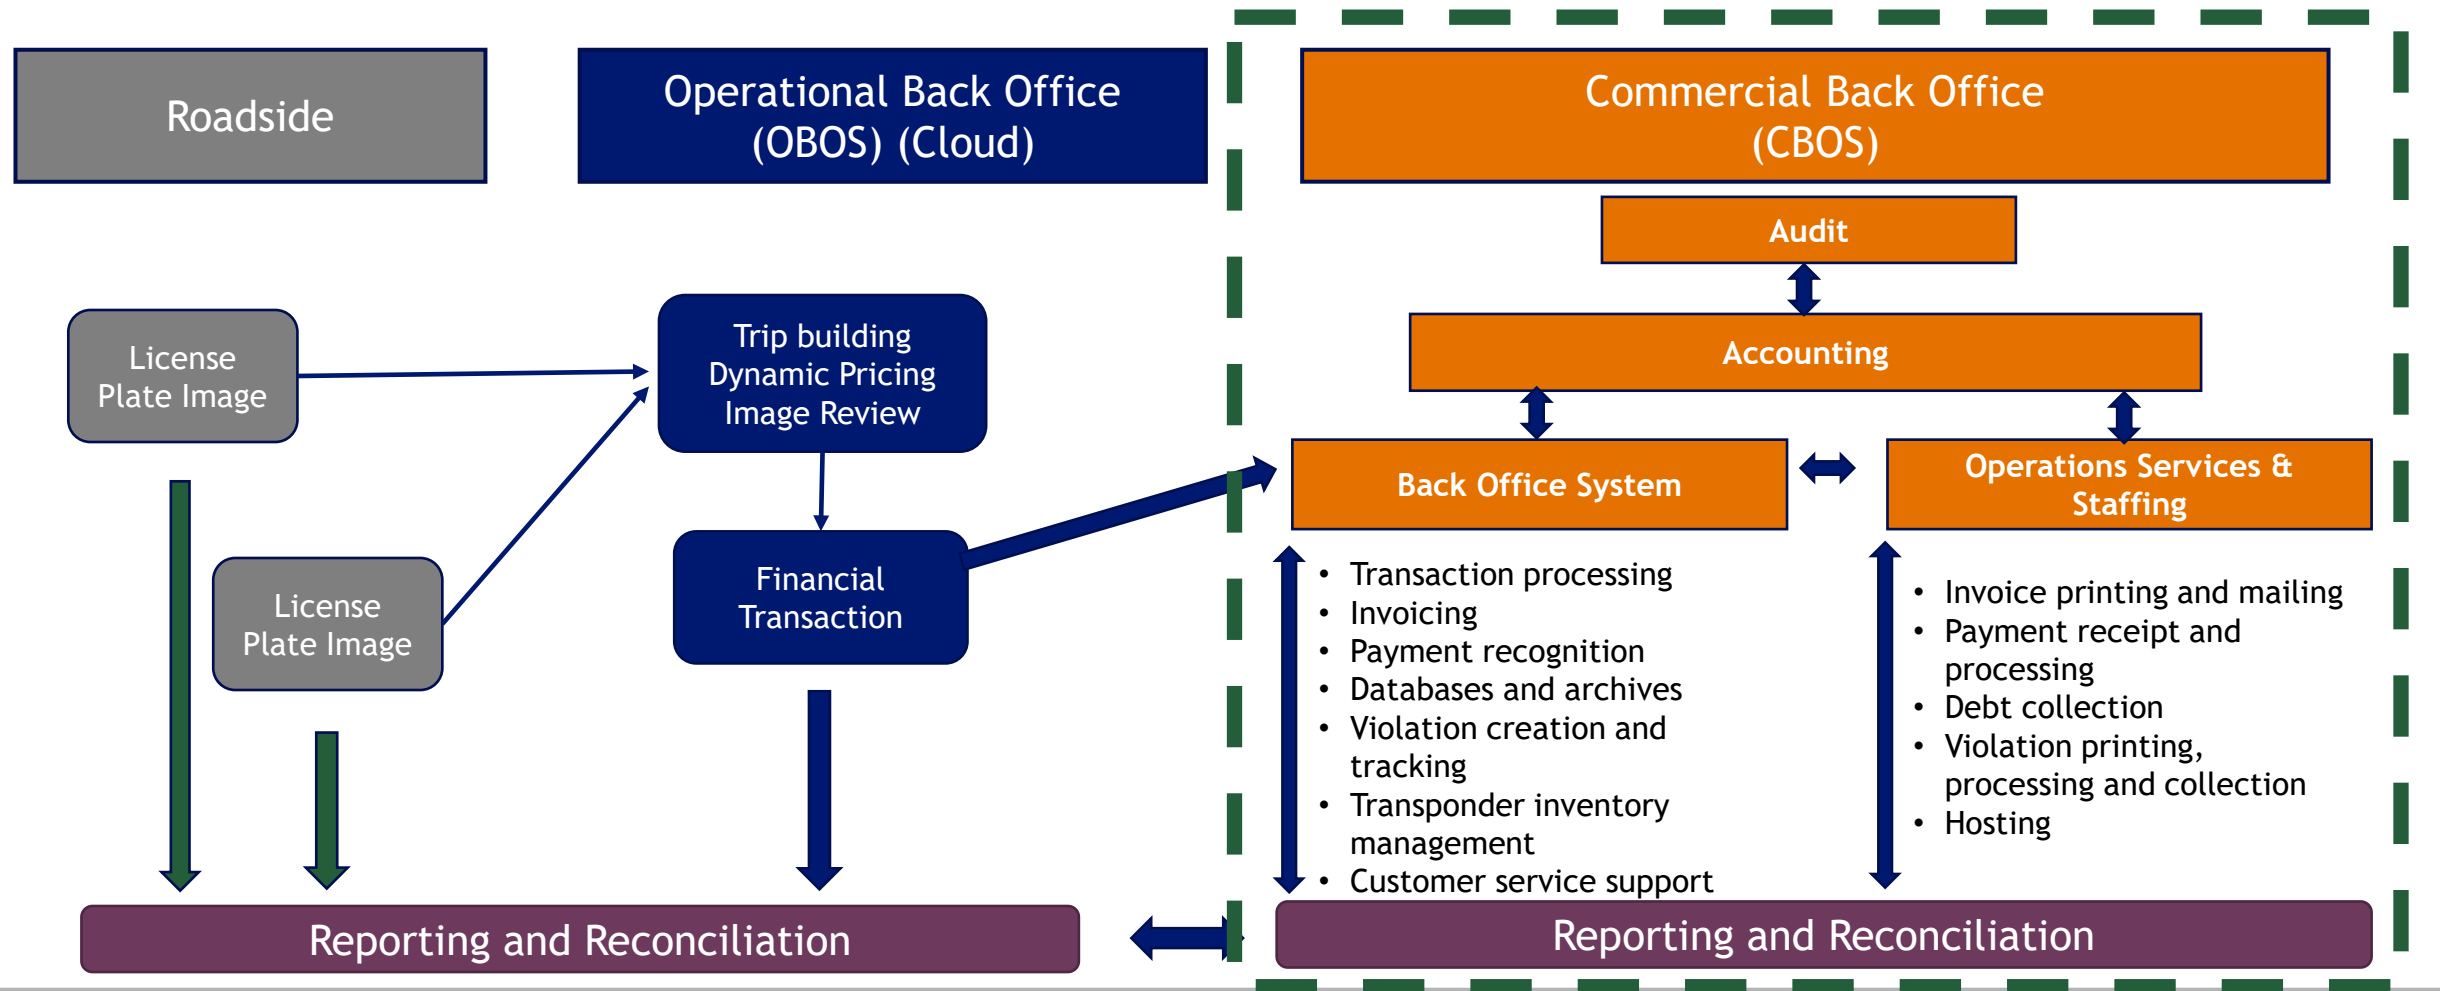 Roadside
Operational Back Office
(OBOS) (Cloud)
Commercial Back Office
(CBOS)
Audit
Accounting
License
Plate Image
Trip building
Dynamic Pricing
Image Review
Back Office System
Operations Services &
Staffing
License
Plate Image
Financial
Transaction
• Transaction processing
• Invoicing
• Payment recognition
• Databases and archives
• Violation creation and
tracking
• Transponder inventory
management
• Customer service support
• Invoice printing and mailing
• Payment receipt and
processing
• Debt collection
• Violation printing,
processing and collection
• Hosting
Reporting and Reconciliation
Reporting and Reconciliation